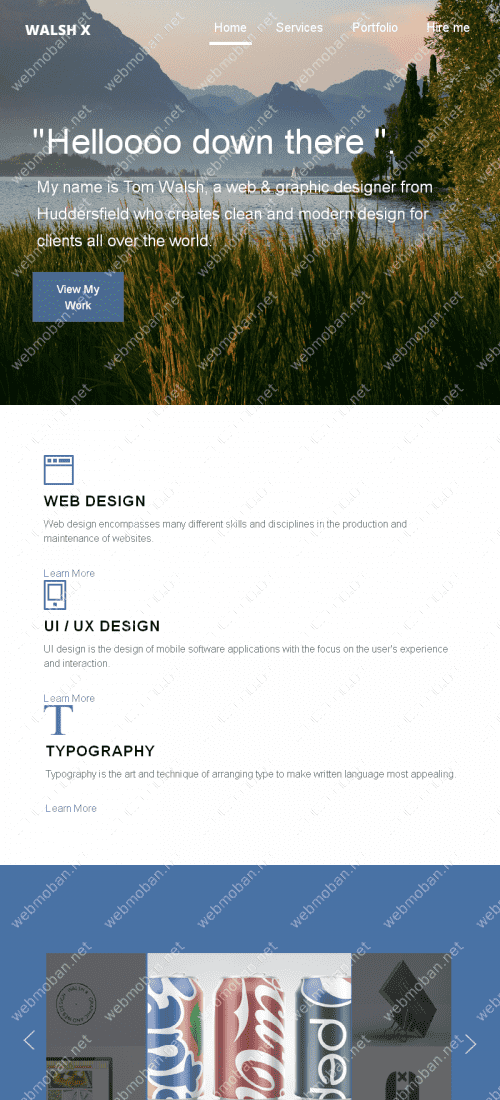 WALSH X
Home Services Portfolio Hire me
"Helloooo down there ".
My name is Tom Walsh, a web & graphic designer from
Huddersfield who creates clean and modern design for
clients all over the world.
View My
Work
WEB DESIGN
Web design encompasses many different skills and disciplines in the production and
maintenance of websites.
Learn More
UI / UX DESIGN
UI design is the design of mobile software applications with the focus on the user's experience
and interaction.
Learn More
T
TYPOGRAPHY
Typography is the art and technique of arranging type to make written language most appealing.
Learn More
webmoban.net